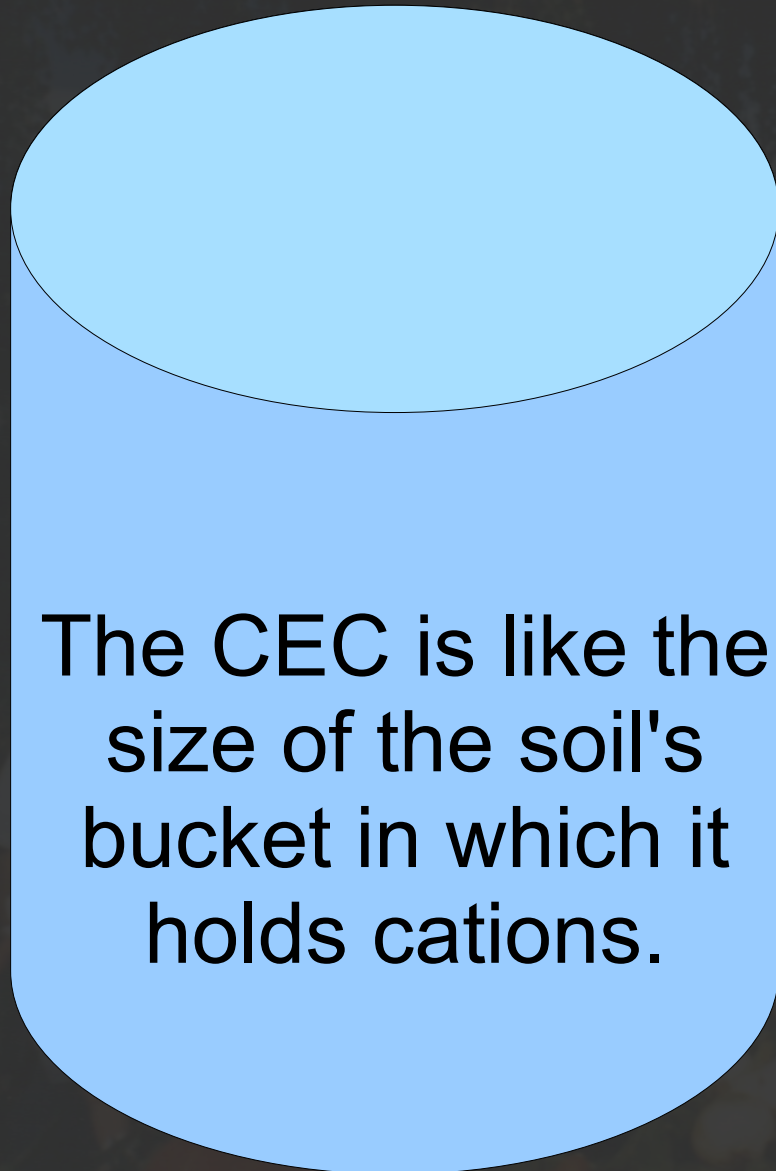 The CEC is like the
size of the soil's
bucket in which it
holds cations.